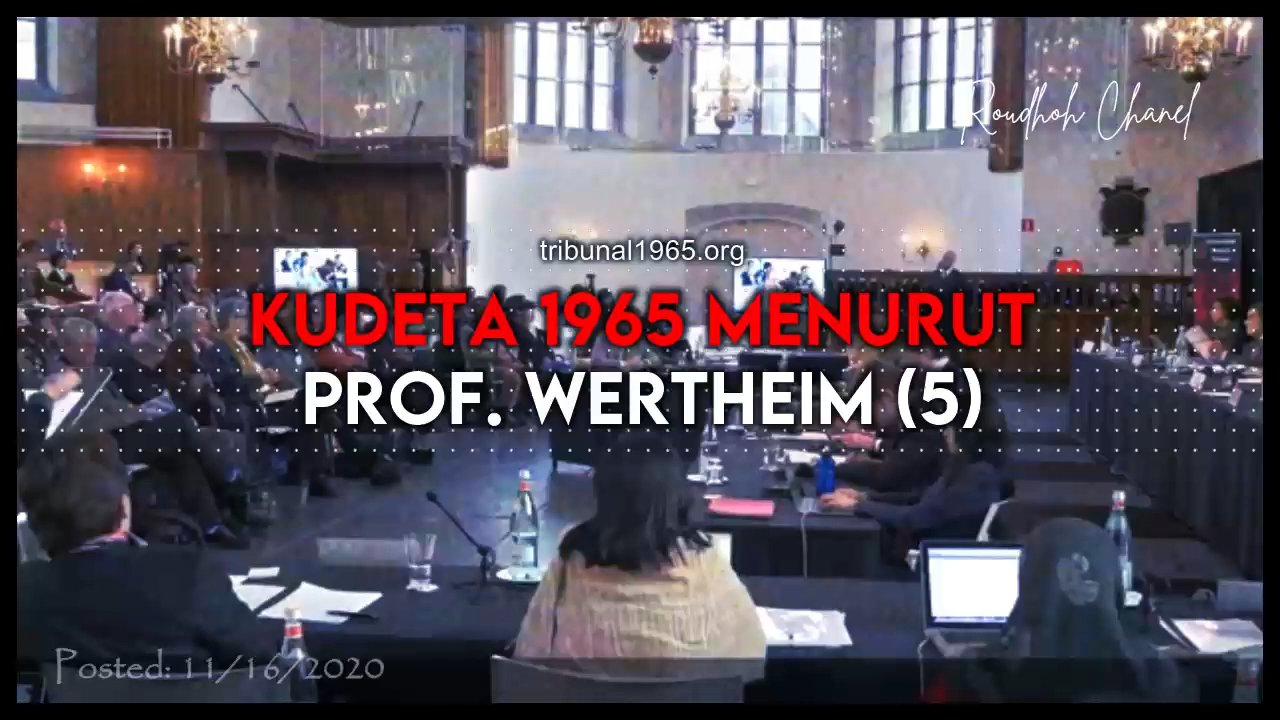 Roudhoh Chanel
tribunal1965.org
KUDETA 1965 MENURUT
PROF. WERTHEIM (5)
Posted: 11/16/2020